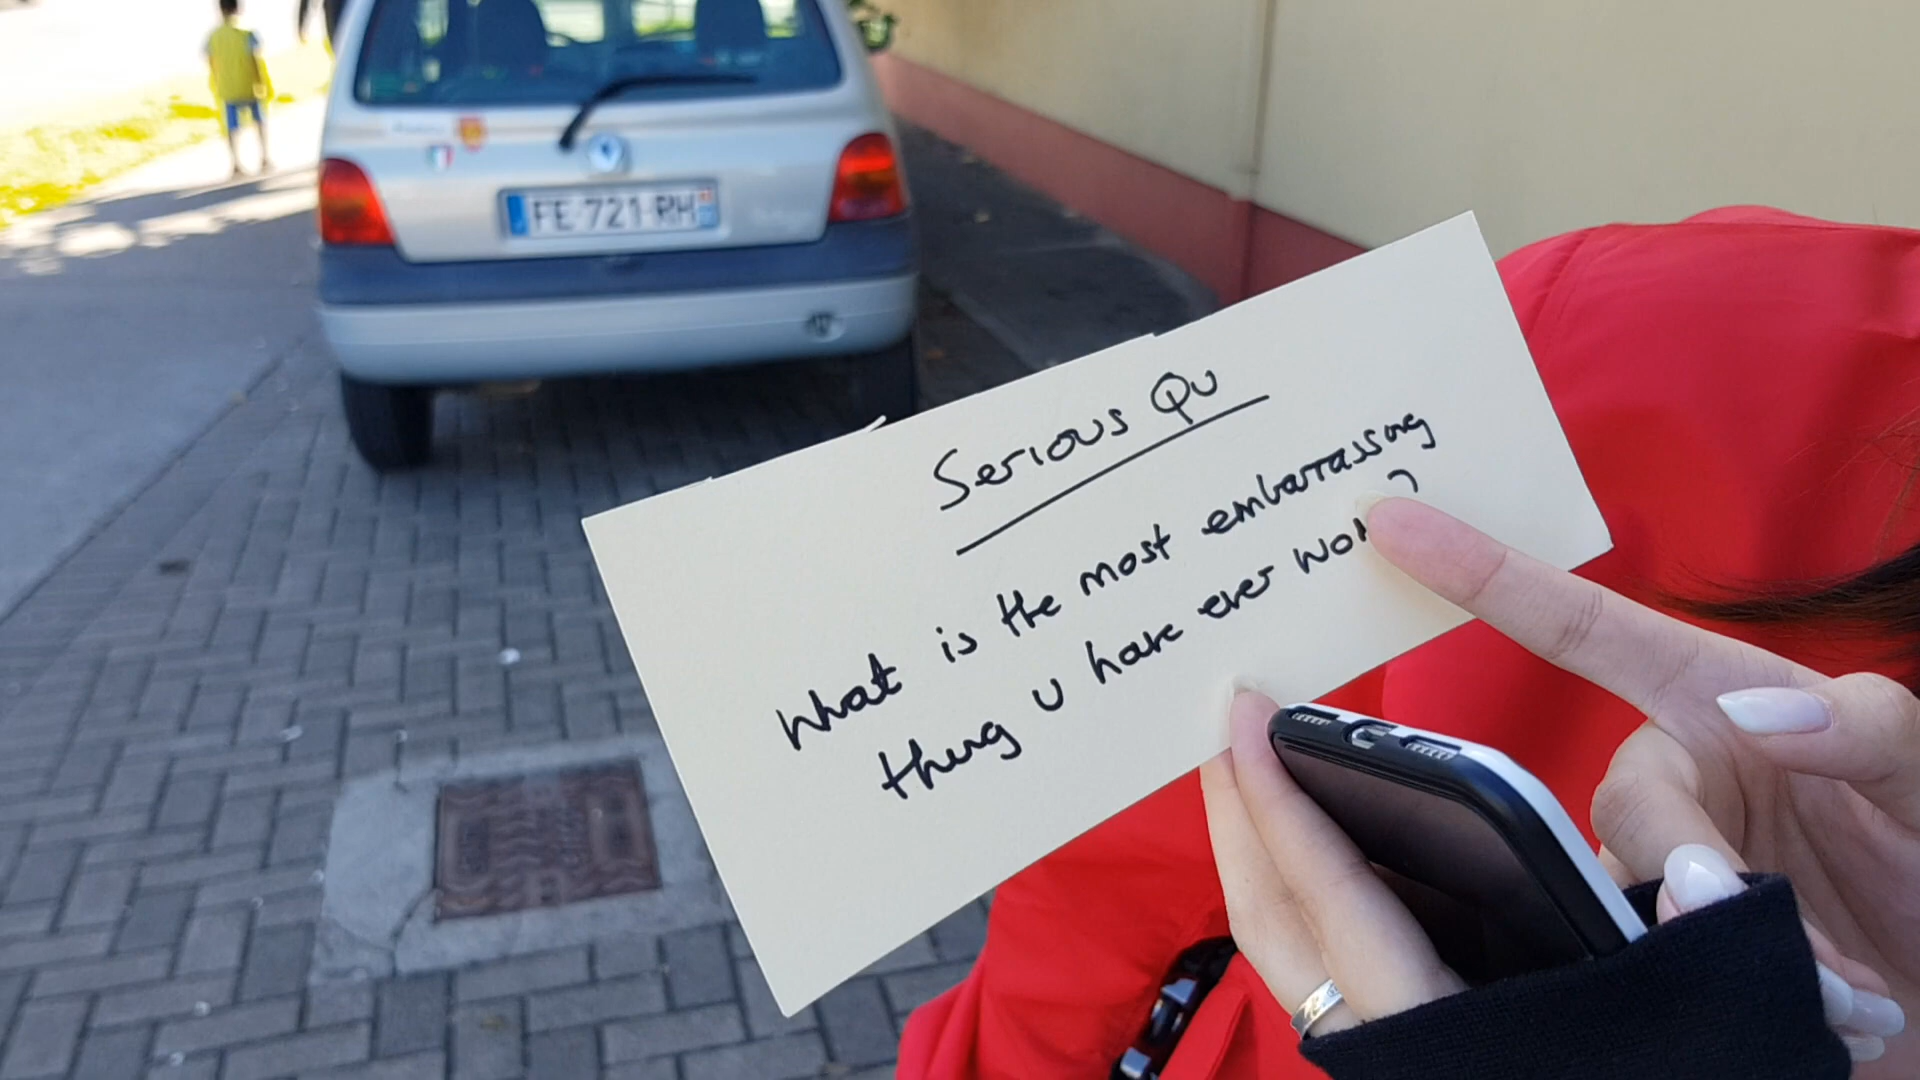 FE-721-RH
Serious Qu
What is the most embarrassing
thing u have ever
?